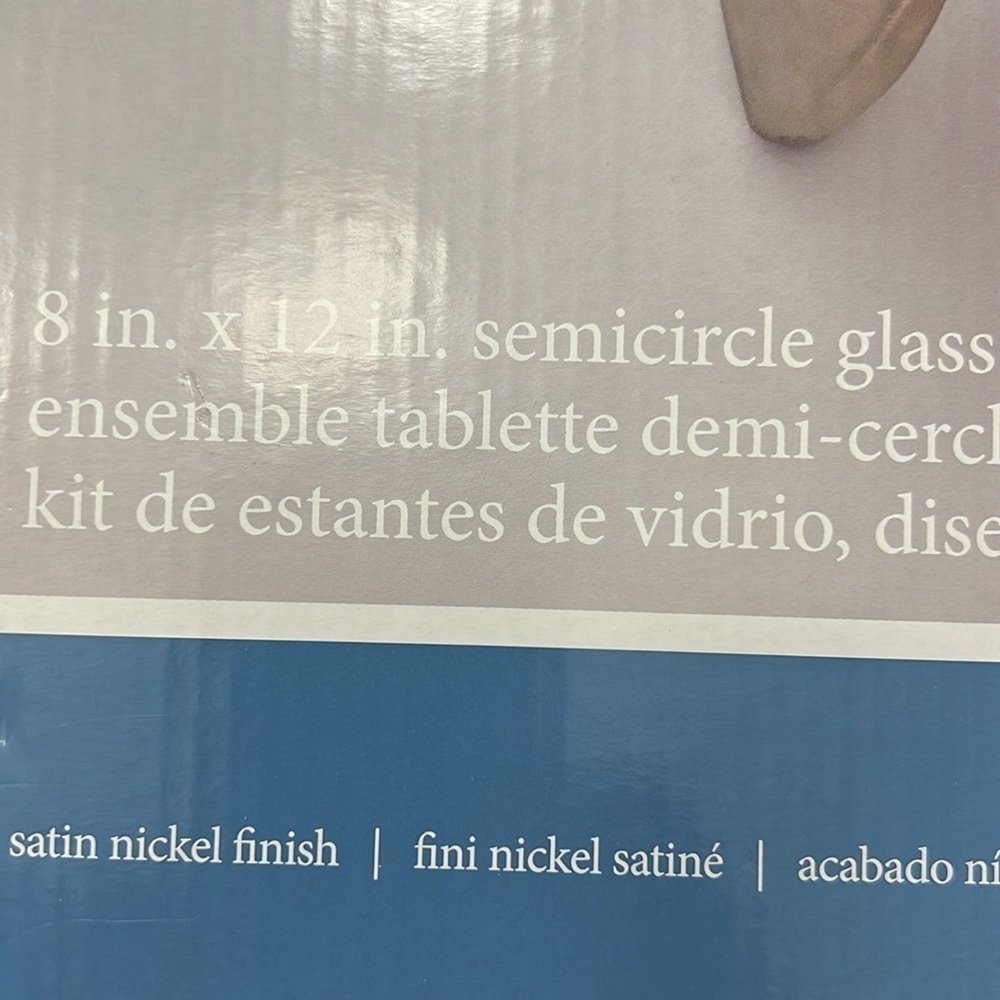 8 in. x 12 in. semicircle glass
ensemble tablette demi-cercl
kit de estantes de vidrio, dise
satin nickel finish | fini nickel satiné | acabado ní